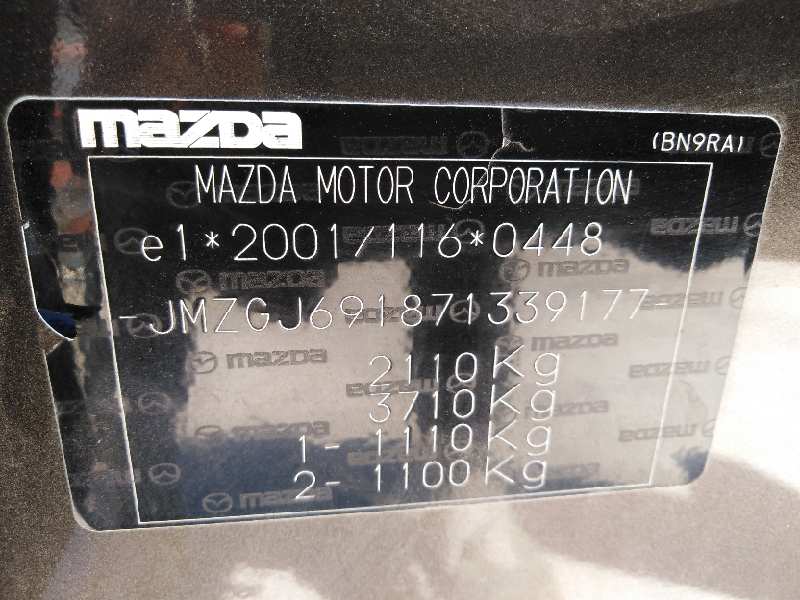 mazDa
(BN9RA)
MAZDA MOTOR CORPORATION
e1*2001/116*0448
-JMZGJ691871339177
2110Kg
3710Kg
1- 1110Kg
2- 1100Kg